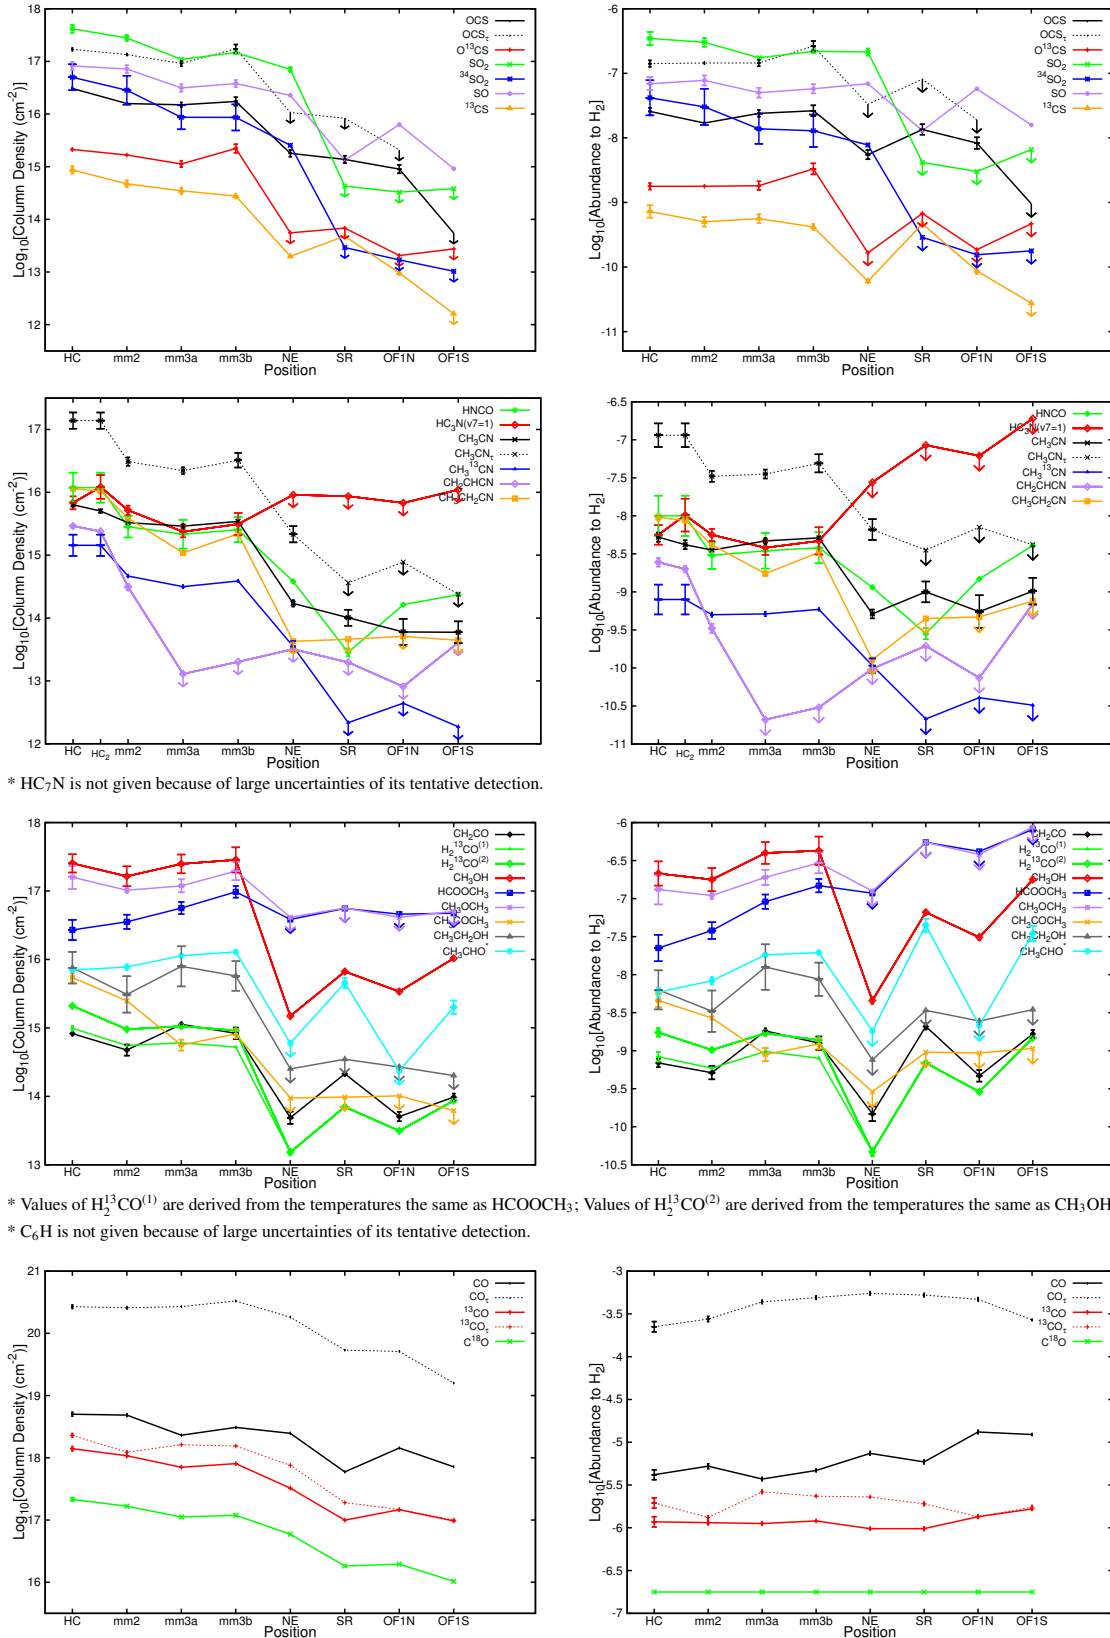 18
17
16
15
14
13
12
Log10[Column Density (cm-2)]
HC mm2 mm3a mm3b NE SR OF1N OF1S
Position
OCS
OCSτ
O13CS
SO2
34SO2
SO
13CS
-6
-7
-8
-9
-10
-11
Log10[Abundance to H2]
HC mm2 mm3a mm3b NE SR OF1N OF1S
Position
OCS
OCSτ
O13CS
SO2
34SO2
SO
13CS
17
16
15
14
13
12
Log10[Column Density (cm-2)]
HC HC2 mm2 mm3a mm3b NE SR OF1N OF1S
Position
HNCO
HC3N(v7=1)
CH3CN
CH3CNτ
CH313CN
CH2CHCN
CH3CH2CN
-6.5
-7
-7.5
-8
-8.5
-9
-9.5
-10
-10.5
-11
Log10[Abundance to H2]
HC HC2 mm2 mm3a mm3b NE SR OF1N OF1S
Position
HNCO
HC3N(v7=1)
CH3CN
CH3CNτ
CH313CN
CH2CHCN
CH3CH2CN
* HC7N is not given because of large uncertainties of its tentative detection.
18
17
16
15
14
13
Log10[Column Density (cm-2)]
HC mm2 mm3a mm3b NE SR OF1N OF1S
Position
CH2CO
H213CO(1)
H213CO(2)
CH3OH
HCOOCH3
CH3OCH3
CH3COCH3
CH3CH2OH
CH3CHO*
-6
-6.5
-7
-7.5
-8
-8.5
-9
-9.5
-10
-10.5
Log10[Abundance to H2]
HC mm2 mm3a mm3b NE SR OF1N OF1S
Position
CH2CO
H213CO(1)
H213CO(2)
CH3OH
HCOOCH3
CH3OCH3
CH3COCH3
CH3CH2OH
CH3CHO*
* Values of H213CO(1) are derived from the temperatures the same as HCOOCH3; Values of H213CO(2) are derived from the temperatures the same as CH3OH
* C6H is not given because of large uncertainties of its tentative detection.
21
20
19
18
17
16
Log10[Column Density (cm-2)]
HC mm2 mm3a mm3b NE SR OF1N OF1S
Position
CO
COτ
13CO
13COτ
C18O
-3
-3.5
-4
-4.5
-5
-5.5
-6
-6.5
-7
Log10[Abundance to H2]
HC mm2 mm3a mm3b NE SR OF1N OF1S
Position
CO
COτ
13CO
13COτ
C18O